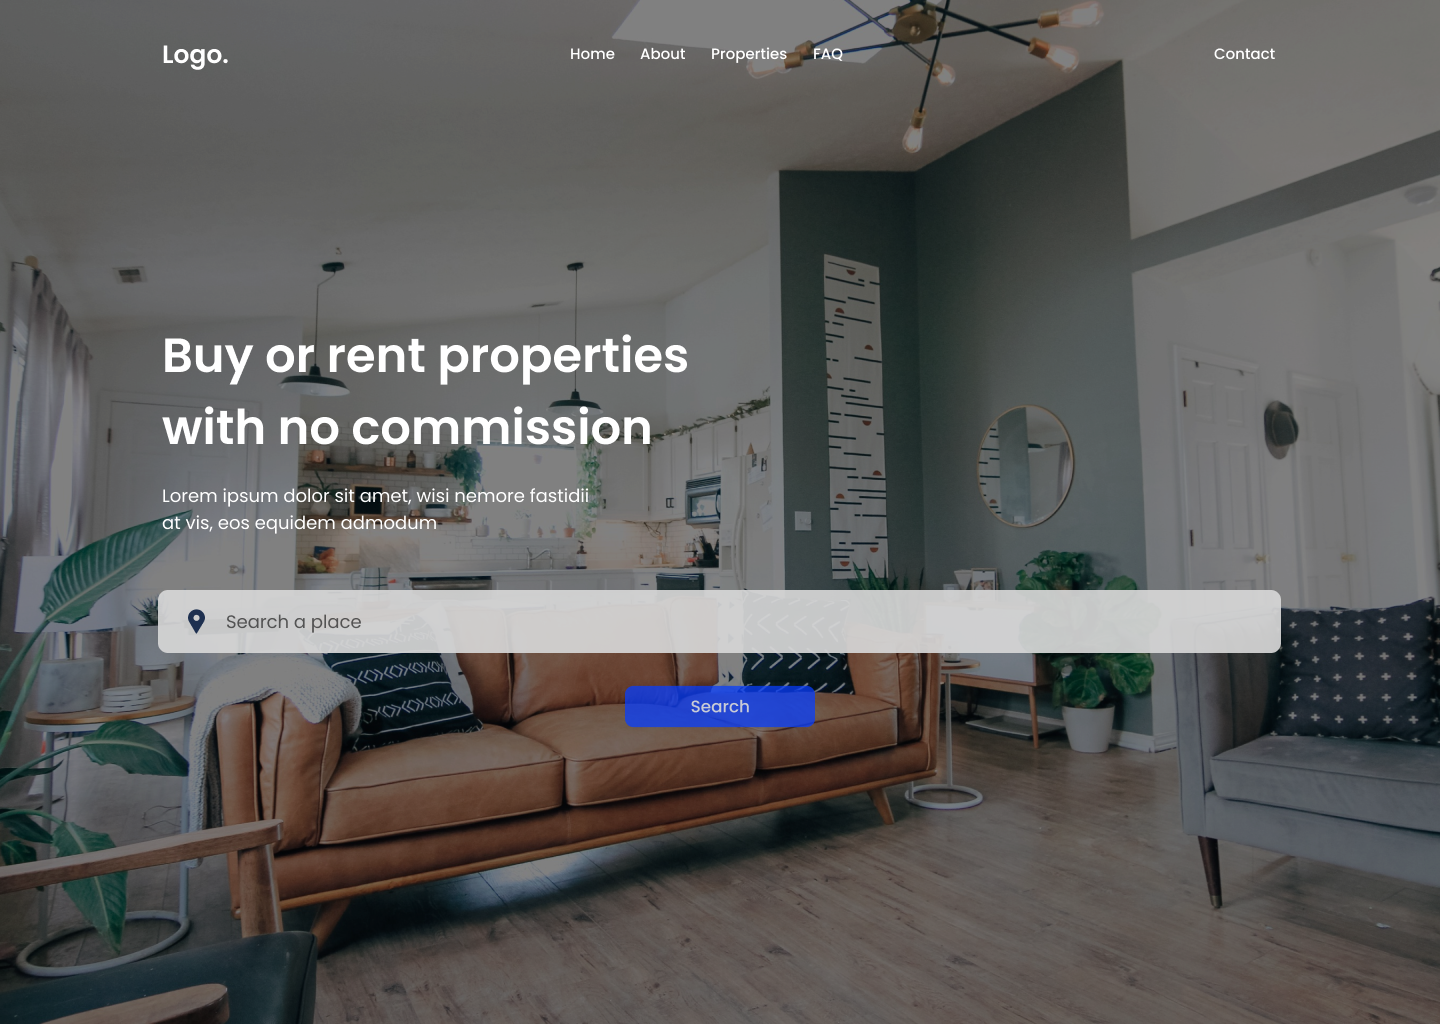 Logo.
Home About Properties FAQ Contact
Buy or rent properties
with no commission
Lorem ipsum dolor sit amet, wisi nemore fastidii
at vis, eos equidem admodum
Search a place
Search